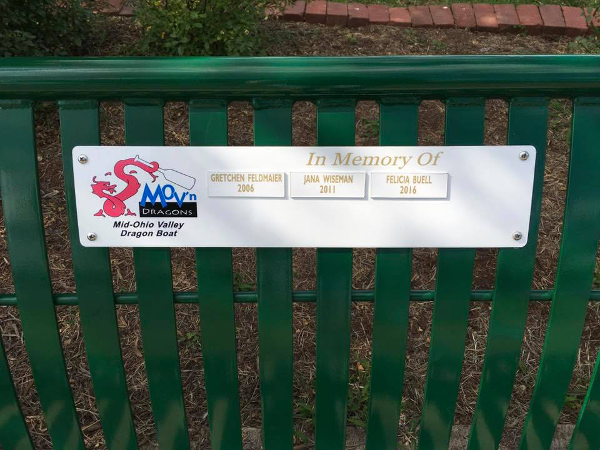 In Memory Of
GRETCHEN FELDMAIER
2006
JANA WISEMAN
2011
FELICIA BUELL
2016
MOV'n
DRAGONS
Mid-Ohio Valley
Dragon Boat